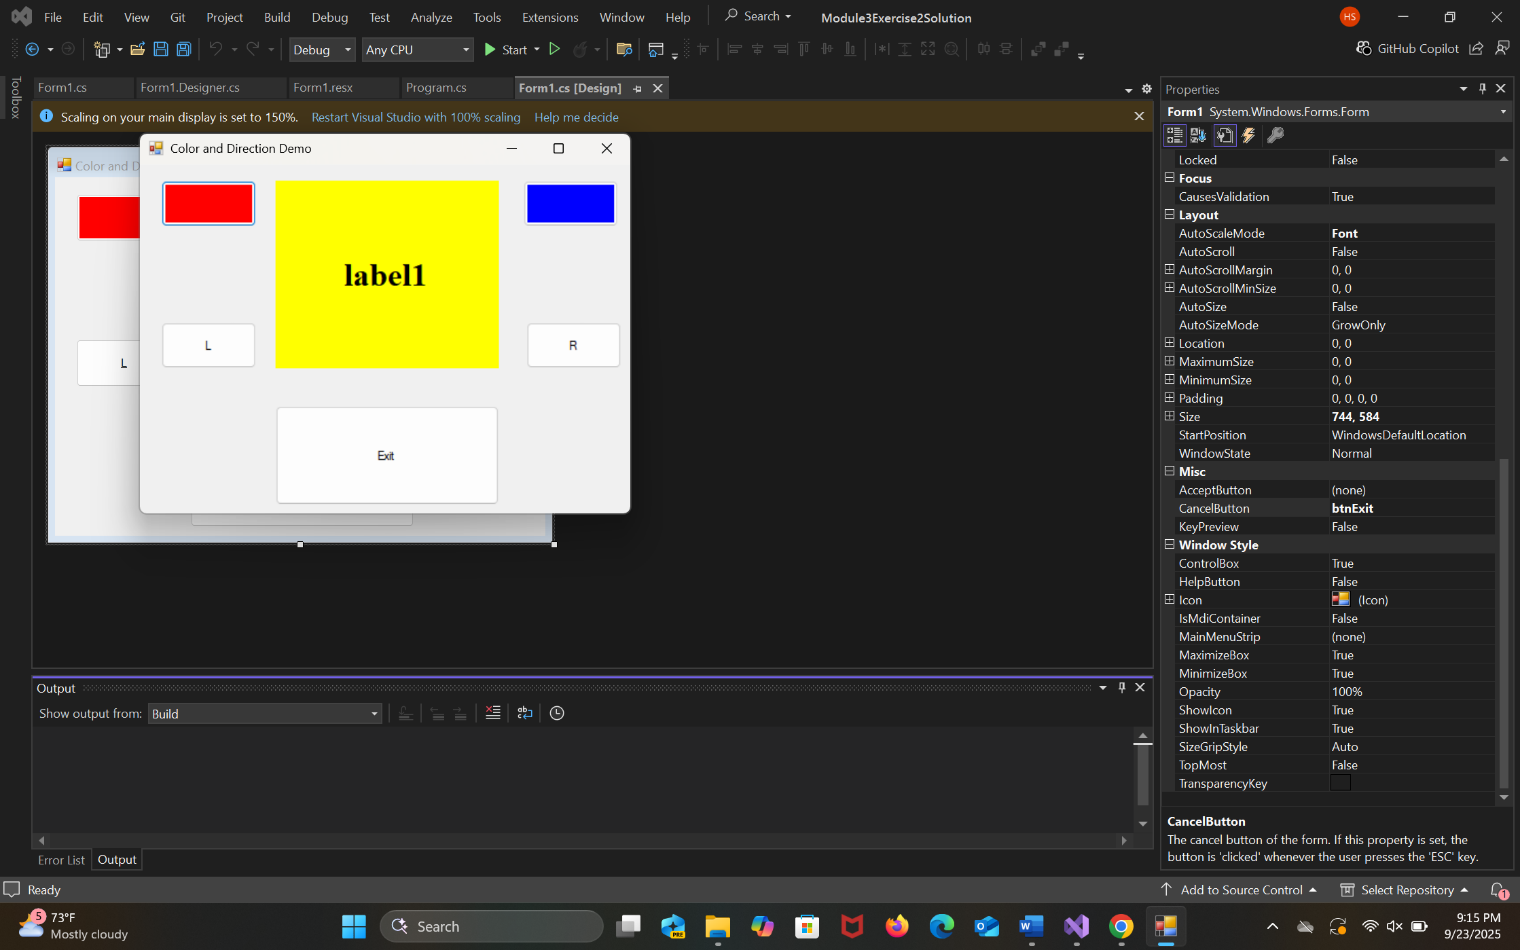 File Edit View Git Project Build Debug Test Analyze Tools Extensions Window Help Search Module3Exercise2Solution HS
Debug Any CPU Start GitHub Copilot
Toolbox
Form1.cs Form1.Designer.cs Form1.resx Program.cs Form1.cs [Design]
Scaling on your main display is set to 150%. Restart Visual Studio with 100% scaling Help me decide
Color and D
L
Color and Direction Demo
label1
L R
Exit
Properties
Form1 System.Windows.Forms.Form
Locked False
Focus
CausesValidation True
Layout
AutoScaleMode Font
AutoScroll False
AutoScrollMargin 0, 0
AutoScrollMinSize 0, 0
AutoSize False
AutoSizeMode GrowOnly
Location 0, 0
MaximumSize 0, 0
MinimumSize 0, 0
Padding 0, 0, 0, 0
Size 744, 584
StartPosition WindowsDefaultLocation
WindowState Normal
Misc
AcceptButton (none)
CancelButton btnExit
KeyPreview False
Window Style
ControlBox True
HelpButton False
Icon (Icon)
IsMdiContainer False
MainMenuStrip (none)
MaximizeBox True
MinimizeBox True
Opacity 100%
ShowIcon True
ShowInTaskbar True
SizeGripStyle Auto
TopMost False
TransparencyKey
CancelButton
The cancel button of the form. If this property is set, the
button is 'clicked' whenever the user presses the 'ESC' key.
Output
Show output from: Build
Error List Output
Ready Add to Source Control Select Repository 1
5 73°F
Mostly cloudy
Search
PRE
9:15 PM
9/23/2025